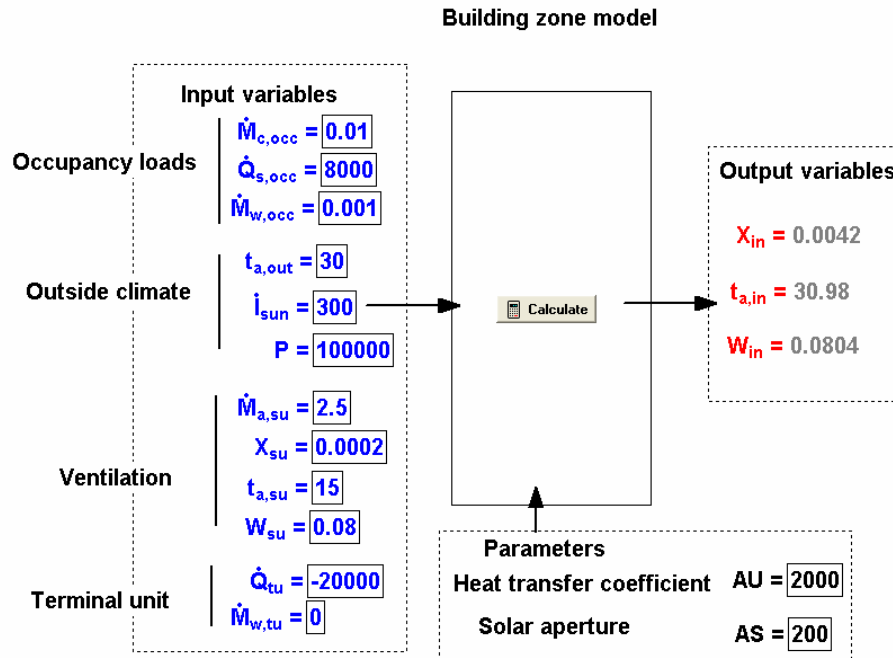 Building zone model
Input variables
Occupancy loads
Ṁc,occ = 0.01
Q̇s,occ = 8000
Ṁw,occ = 0.001
Outside climate
ta,out = 30
İsun = 300
P = 100000
Ventilation
Ṁa,su = 2.5
Xsu = 0.0002
ta,su = 15
Wsu = 0.08
Terminal unit
Q̇tu = -20000
Ṁw,tu = 0
Calculate
Output variables
Xin = 0.0042
ta,in = 30.98
Win = 0.0804
Parameters
Heat transfer coefficient AU = 2000
Solar aperture AS = 200